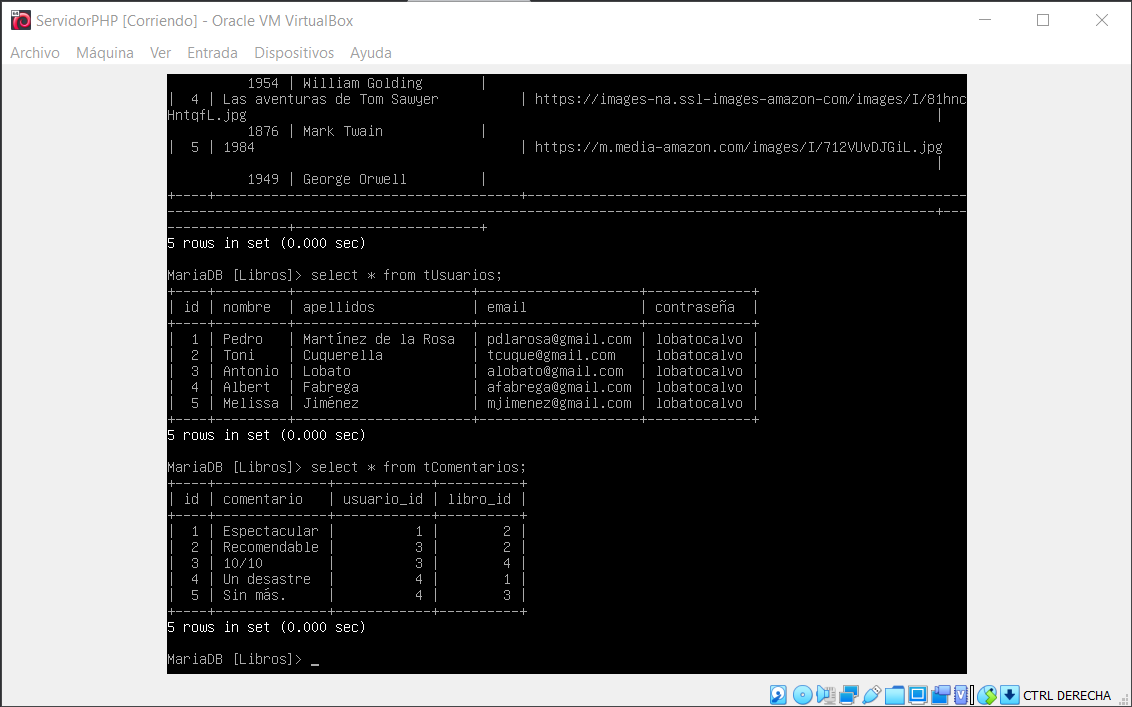 ServidorPHP [Corriendo] - Oracle VM VirtualBox
Archivo Máquina Ver Entrada Dispositivos Ayuda
1954 | William Golding |
| 4 | Las aventuras de Tom Sawyer | https://images-na.ssl-images-amazon-com/images/I/81hnc
HntqfL.jpg |
1876 | Mark Twain |
| 5 | 1984 | https://m.media-amazon.com/images/I/712VUvDJGiL.jpg
|
1949 | George Orwell |
5 rows in set (0.000 sec)
MariaDB [Libros]> select * from tUsuarios;
| id | nombre | apellidos | email | contraseña |
| 1 | Pedro | Martínez de la Rosa | pdlarosa@gmail.com | lobatocalvo |
| 2 | Toni | Cuquerella | tcuque@gmail.com | lobatocalvo |
| 3 | Antonio | Lobato | alobato@gmail.com | lobatocalvo |
| 4 | Albert | Fabrega | afabrega@gmail.com | lobatocalvo |
| 5 | Melissa | Jiménez | mjimenez@gmail.com | lobatocalvo |
5 rows in set (0.000 sec)
MariaDB [Libros]> select * from tComentarios;
| id | comentario | usuario_id | libro_id |
| 1 | Espectacular | 1 | 2 |
| 2 | Recomendable | 3 | 2 |
| 3 | 10/10 | 3 | 4 |
| 4 | Un desastre | 4 | 1 |
| 5 | Sin más. | 4 | 3 |
5 rows in set (0.000 sec)
MariaDB [Libros]> _
CTRL DERECHA